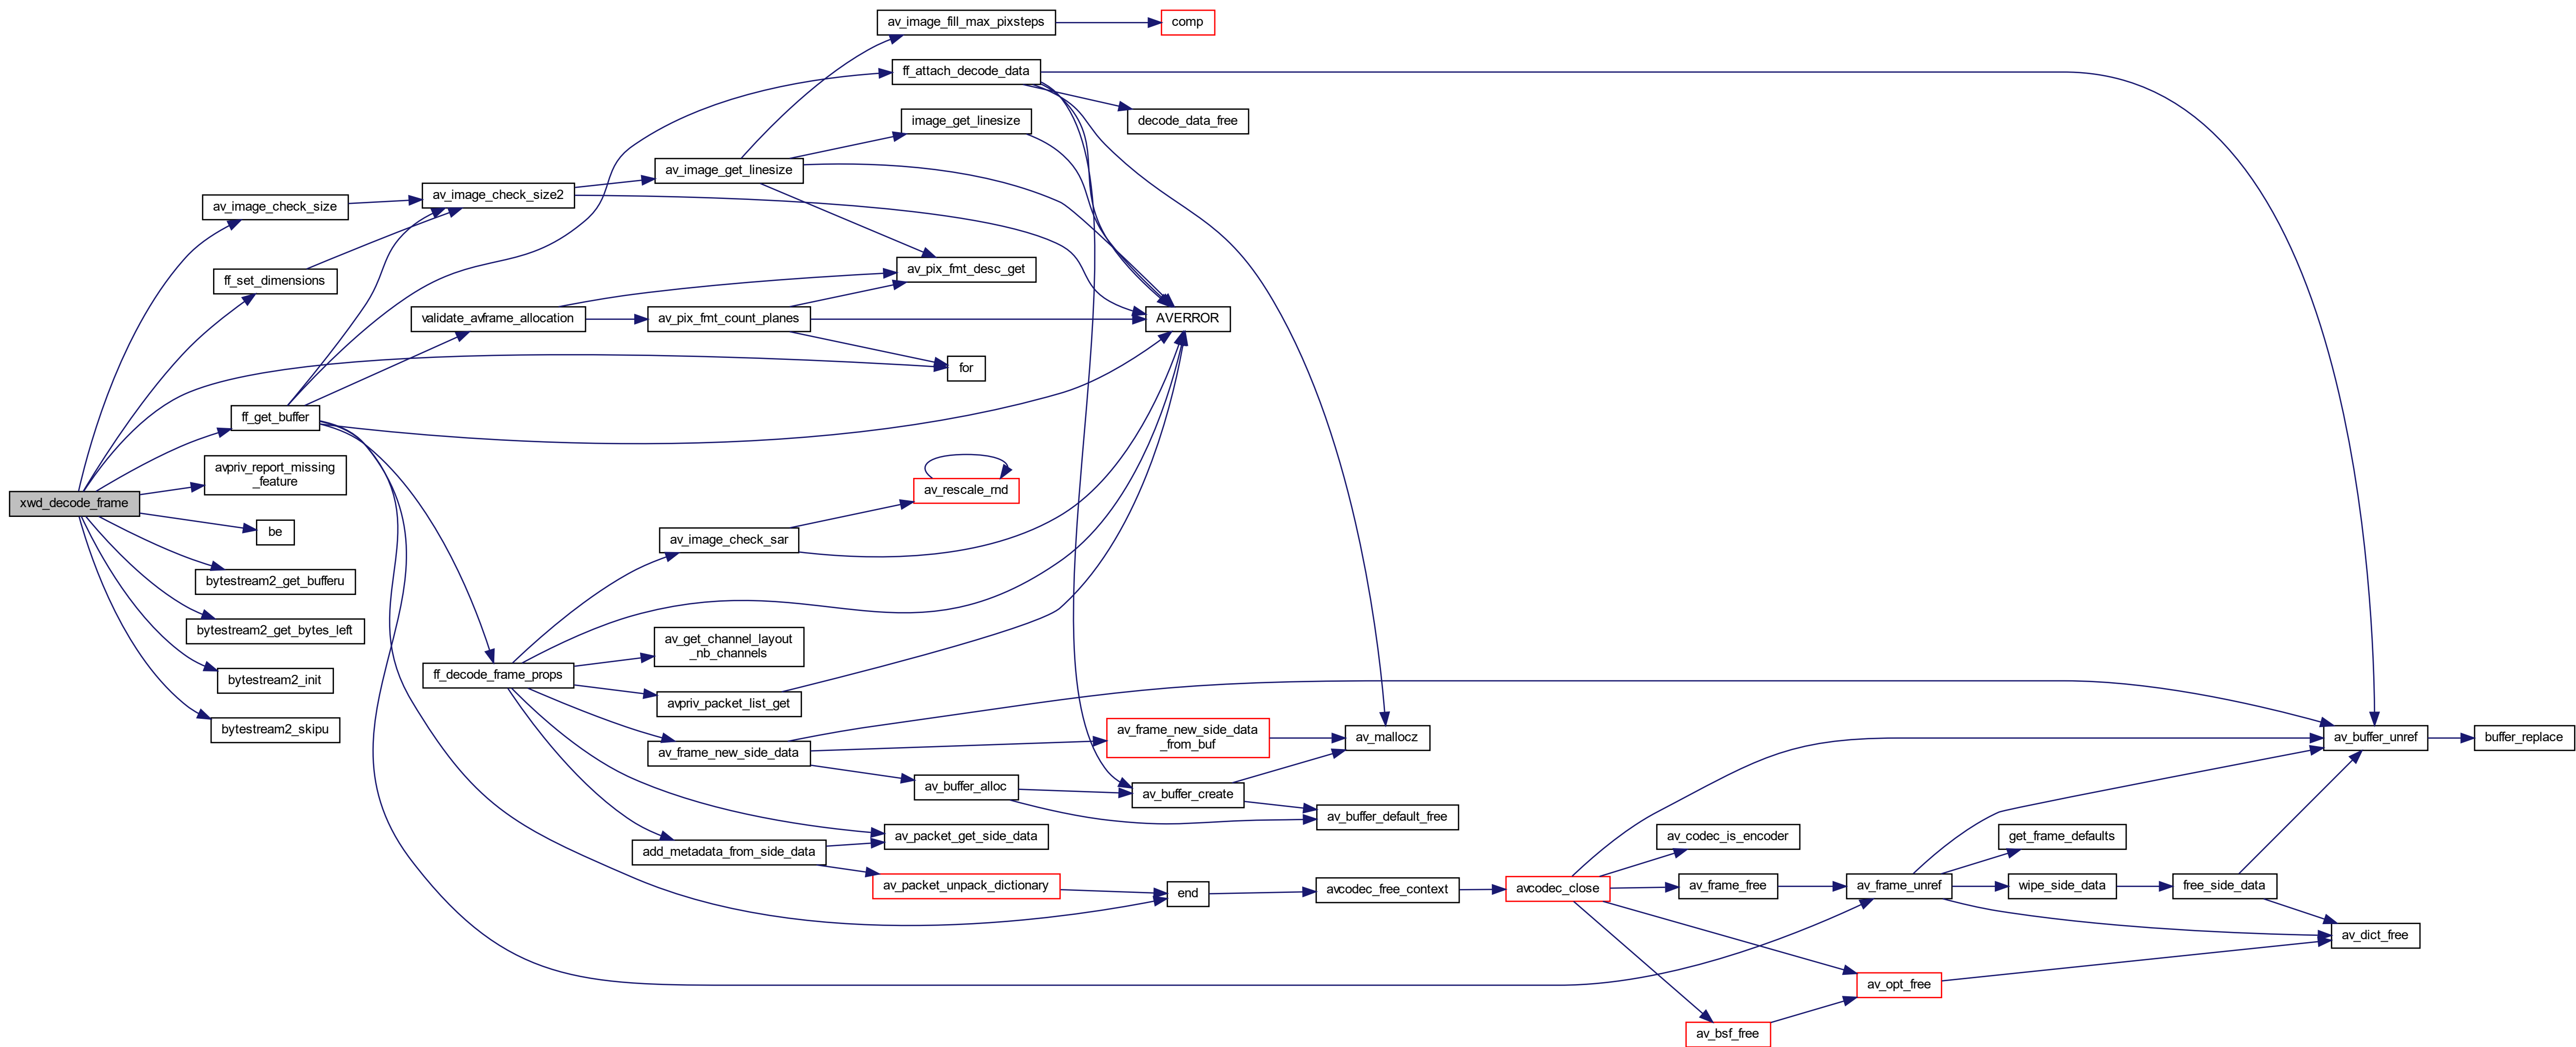 xwd_decode_frame
av_image_check_size
ff_set_dimensions
ff_get_buffer
avpriv_report_missing
_feature
be
bytestream2_get_bufferu
bytestream2_get_bytes_left
bytestream2_init
bytestream2_skipu
av_image_check_size2
validate_avframe_allocation
ff_decode_frame_props
av_image_get_linesize
av_pix_fmt_count_planes
av_image_check_sar
av_get_channel_layout
_nb_channels
avpriv_packet_list_get
av_frame_new_side_data
add_metadata_from_side_data
av_image_fill_max_pixsteps
ff_attach_decode_data
image_get_linesize
av_pix_fmt_desc_get
for
av_rescale_rnd
av_buffer_alloc
av_packet_get_side_data
av_packet_unpack_dictionary
comp
decode_data_free
AVERROR
av_frame_new_side_data
_from_buf
av_buffer_create
end
av_mallocz
av_buffer_default_free
avcodec_free_context
avcodec_close
av_codec_is_encoder
av_frame_free
av_bsf_free
av_frame_unref
av_opt_free
get_frame_defaults
wipe_side_data
free_side_data
av_buffer_unref
av_dict_free
buffer_replace